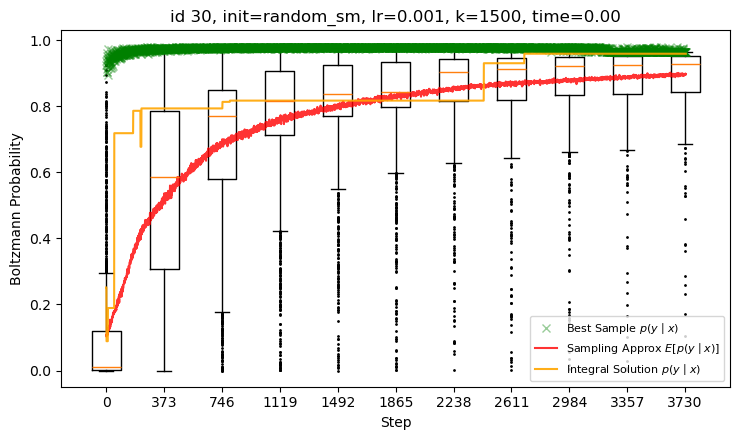 id 30, init=random_sm, lr=0.001, k=1500, time=0.00
Boltzmann Probability
1.0
0.8
0.6
0.4
0.2
0.0
Best Sample p(y | x)
Sampling Approx E[p(y | x)]
Integral Solution p(y | x)
0 373 746 1119 1492 1865 2238 2611 2984 3357 3730
Step